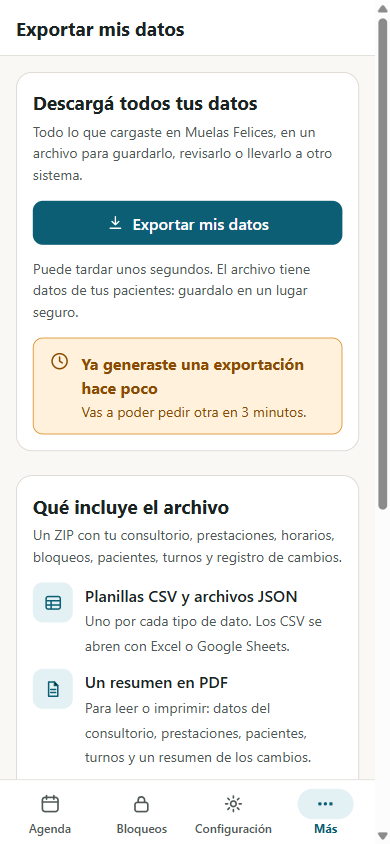 Exportar mis datos
Descargá todos tus datos
Todo lo que cargaste en Muelas Felices, en un
archivo para guardarlo, revisarlo o llevarlo a otro
sistema.
Exportar mis datos
Puede tardar unos segundos. El archivo tiene
datos de tus pacientes: guardalo en un lugar
seguro.
Ya generaste una exportación
hace poco
Vas a poder pedir otra en 3 minutos.
Qué incluye el archivo
Un ZIP con tu consultorio, prestaciones, horarios,
bloqueos, pacientes, turnos y registro de cambios.
Planillas CSV y archivos JSON
Uno por cada tipo de dato. Los CSV se
abren con Excel o Google Sheets.
Un resumen en PDF
Para leer o imprimir: datos del
consultorio, prestaciones, pacientes,
turnos y un resumen de los cambios.
Agenda Bloqueos Configuración Más